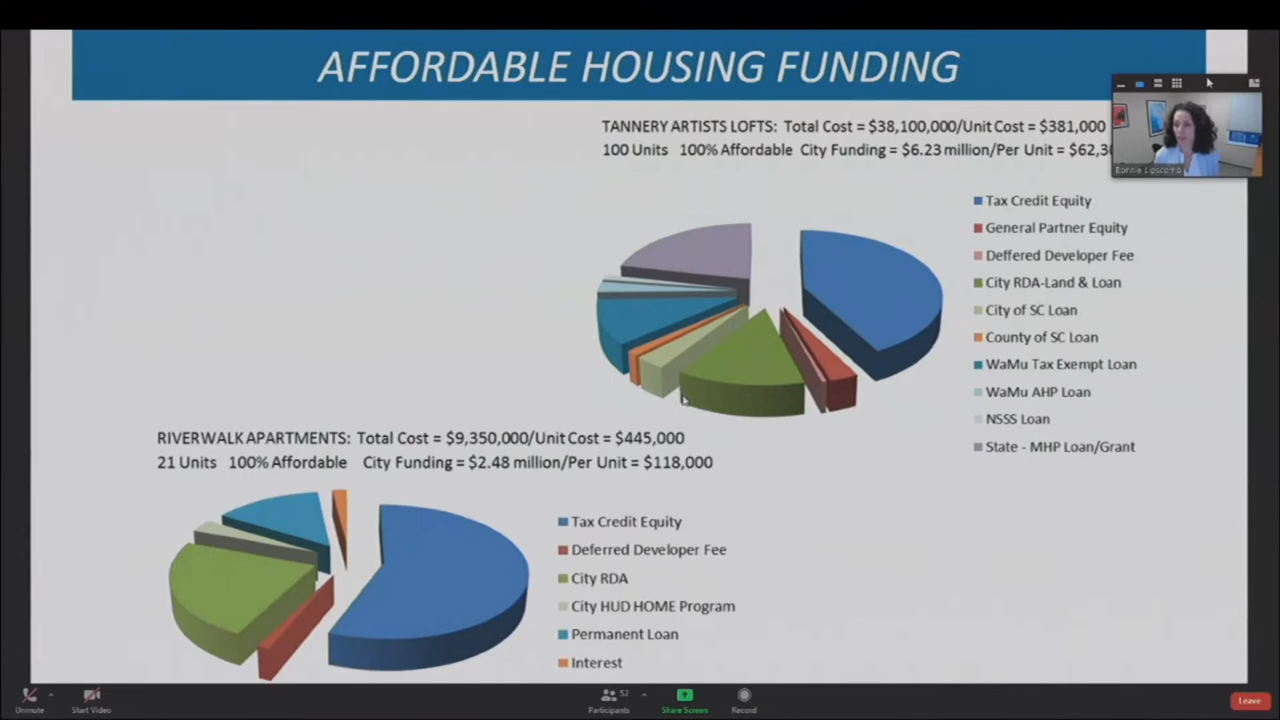 AFFORDABLE HOUSING FUNDING
TANNERY ARTISTS LOFTS: Total Cost = $38,100,000/Unit Cost = $381,000
100 Units 100% Affordable City Funding = $6.23 million/Per Unit =
Bonnie Lipscomb
Tax Credit Equity
General Partner Equity
Deffered Developer Fee
City RDA-Land & Loan
City of SC Loan
County of SC Loan
WaMu Tax Exempt Loan
WaMu AHP Loan
NSSS Loan
State - MHP Loan/Grant
RIVERWALK APARTMENTS: Total Cost = $9,350,000/Unit Cost = $445,000
21 Units 100% Affordable City Funding = $2.48 million/Per Unit = $118,000
Tax Credit Equity
Deferred Developer Fee
City RDA
City HUD HOME Program
Permanent Loan
Interest
Unmute
Start Video
52
Participants
Share Screen
Record
Leave